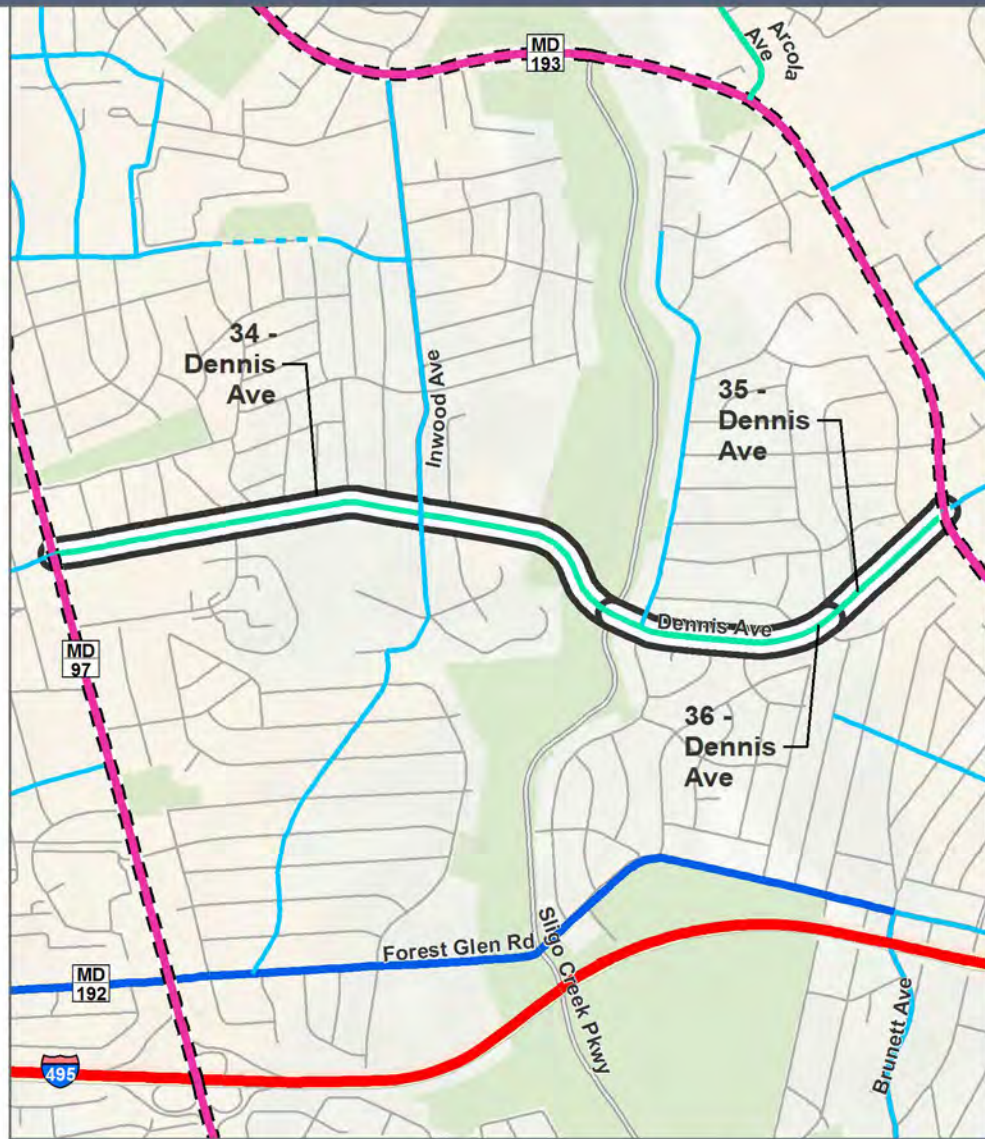 MD
193
Arcola
Ave
34 -
Dennis
Ave
Inwood Ave
35 -
Dennis
Ave
Dennis Ave
MD
97
36 -
Dennis
Ave
Forest Glen Rd
Sligo Creek Pkwy
MD
192
495
Brunett Ave